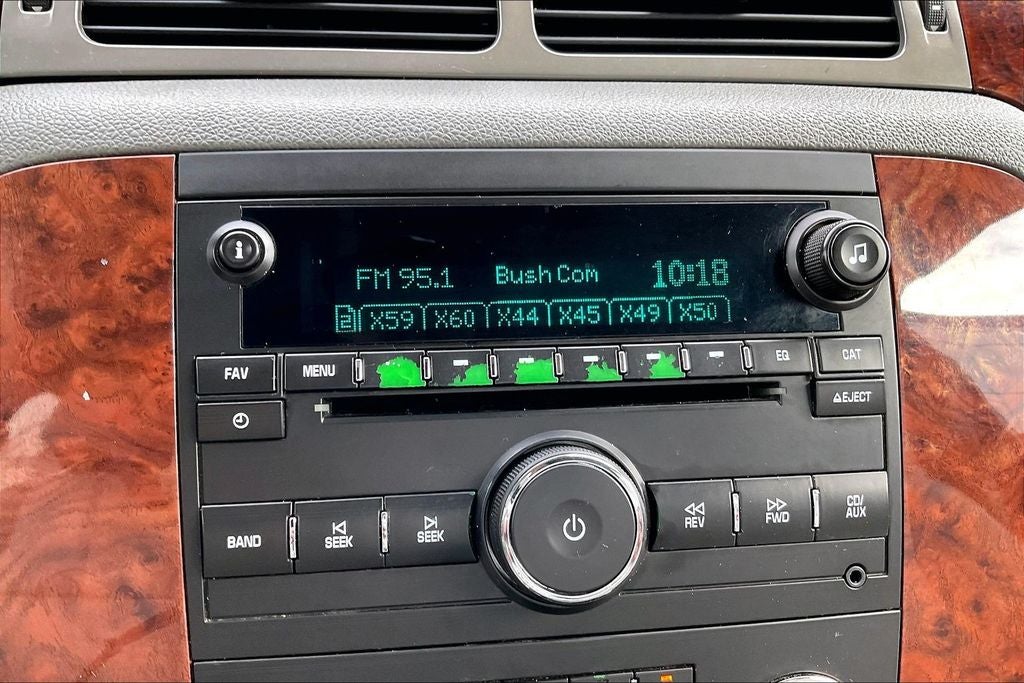 i
FM 95.1 Bush Com 10:18
2 X59 X60 X44 X45 X49 X50
FAV MENU EQ CAT
EJECT
BAND SEEK SEEK REV FWD CD/
AUX